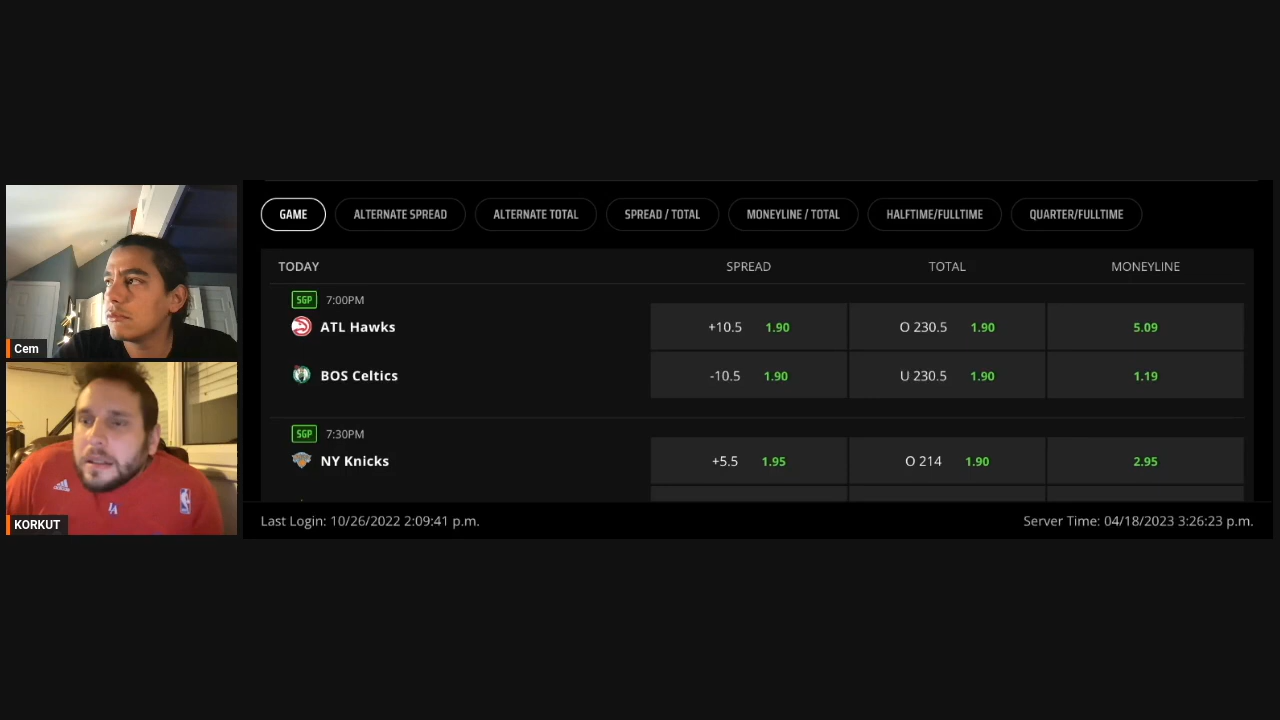 GAME ALTERNATE SPREAD ALTERNATE TOTAL SPREAD / TOTAL MONEYLINE / TOTAL HALFTIME/FULLTIME QUARTER/FULLTIME
TODAY SPREAD TOTAL MONEYLINE
SGP 7:00PM
ATL Hawks +10.5 1.90 O 230.5 1.90 5.09
BOS Celtics -10.5 1.90 U 230.5 1.90 1.19
SGP 7:30PM
NY Knicks +5.5 1.95 O 214 1.90 2.95
Last Login: 10/26/2022 2:09:41 p.m. Server Time: 04/18/2023 3:26:23 p.m.
Cem
adidas
LA
NBA
KORKUT